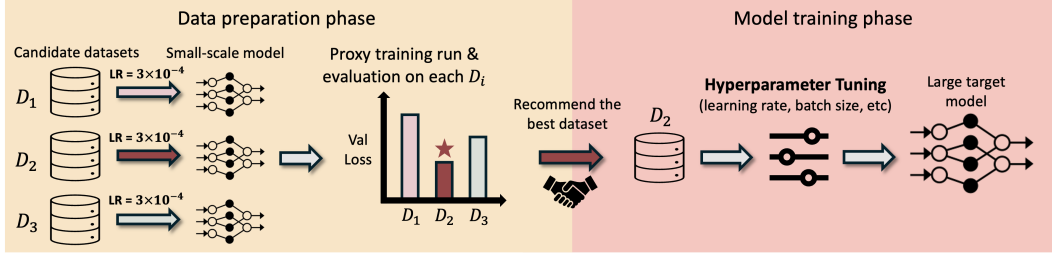 Data preparation phase
Model training phase
Candidate datasets
Small-scale model
D₁
LR = 3×10⁻⁴
D₂
LR = 3×10⁻⁴
D₃
LR = 3×10⁻⁴
Proxy training run &
evaluation on each Dᵢ
Val
Loss
D₁ D₂ D₃
Recommend the
best dataset
D₂
Hyperparameter Tuning
(learning rate, batch size, etc)
Large target
model